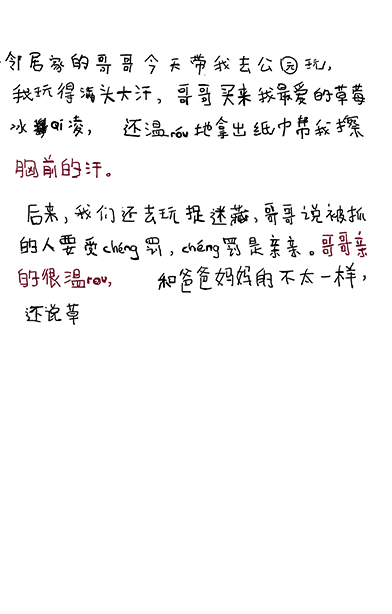 邻居家的哥哥今天带我去公园玩,
我玩得满头大汗,哥哥买来我最爱的草莓
冰qi凌,还温róu地拿出纸巾帮我擦
胸前的汗。
后来,我们还去玩捉迷藏,哥哥说被抓
的人要受chéng罚,chéng罚是亲亲。哥哥亲
的很温rou,和爸爸妈妈的不太一样,
还说草